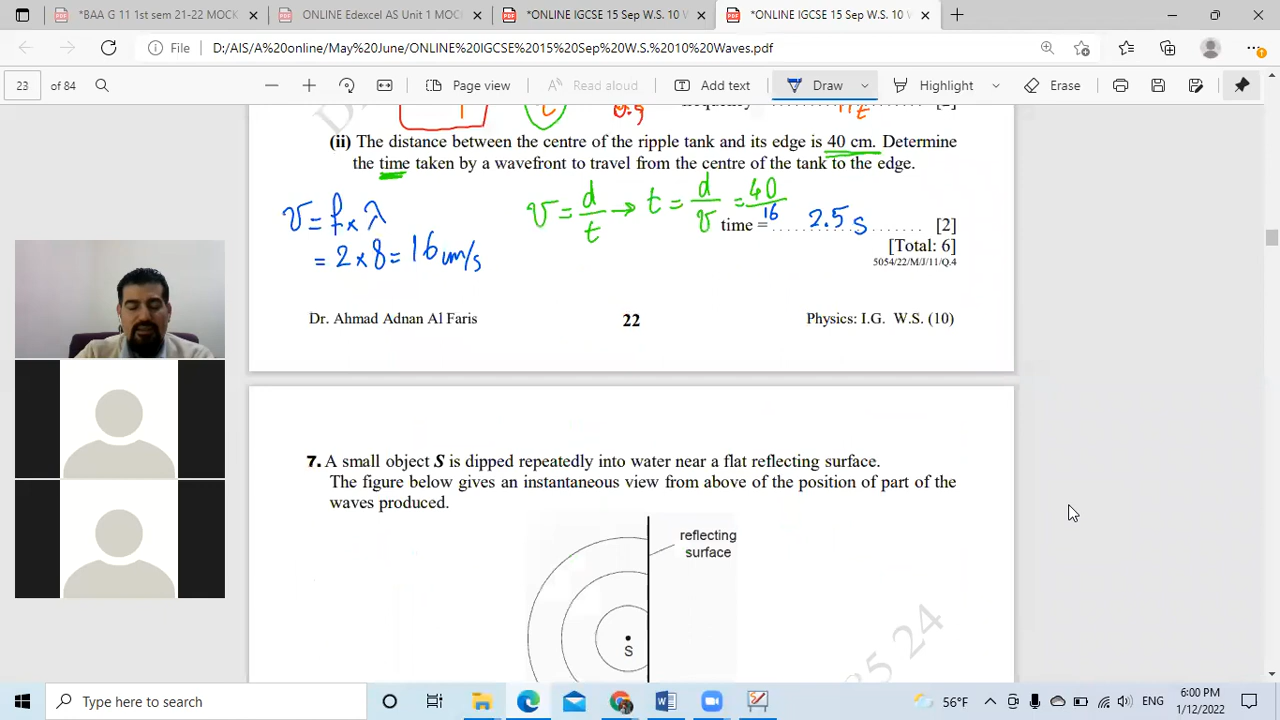 *BAA G 11 1st sem 21-22 MOCK
ONLINE Edexcel AS Unit 1 MOCK
*ONLINE IGCSE 15 Sep W.S. 10 W
*ONLINE IGCSE 15 Sep W.S. 10 W
File
D:/AIS/A%20online/May%20June/ONLINE%20IGCSE%2015%20Sep%20W.S.%2010%20Waves.pdf
23 of 84
Page view
Read aloud
Add text
Draw
Highlight
Erase
(ii) The distance between the centre of the ripple tank and its edge is 40 cm. Determine
the time taken by a wavefront to travel from the centre of the tank to the edge.
v = f × λ
= 2 × 8 = 16 cm/s
v = d/t → t = d/v = 40/16
time = 2.5 s [2]
[Total: 6]
5054/22/M/J/11/Q.4
Dr. Ahmad Adnan Al Faris
22
Physics: I.G. W.S. (10)
7. A small object S is dipped repeatedly into water near a flat reflecting surface.
The figure below gives an instantaneous view from above of the position of part of the
waves produced.
reflecting
surface
S
Type here to search
56°F
ENG
6:00 PM
1/12/2022